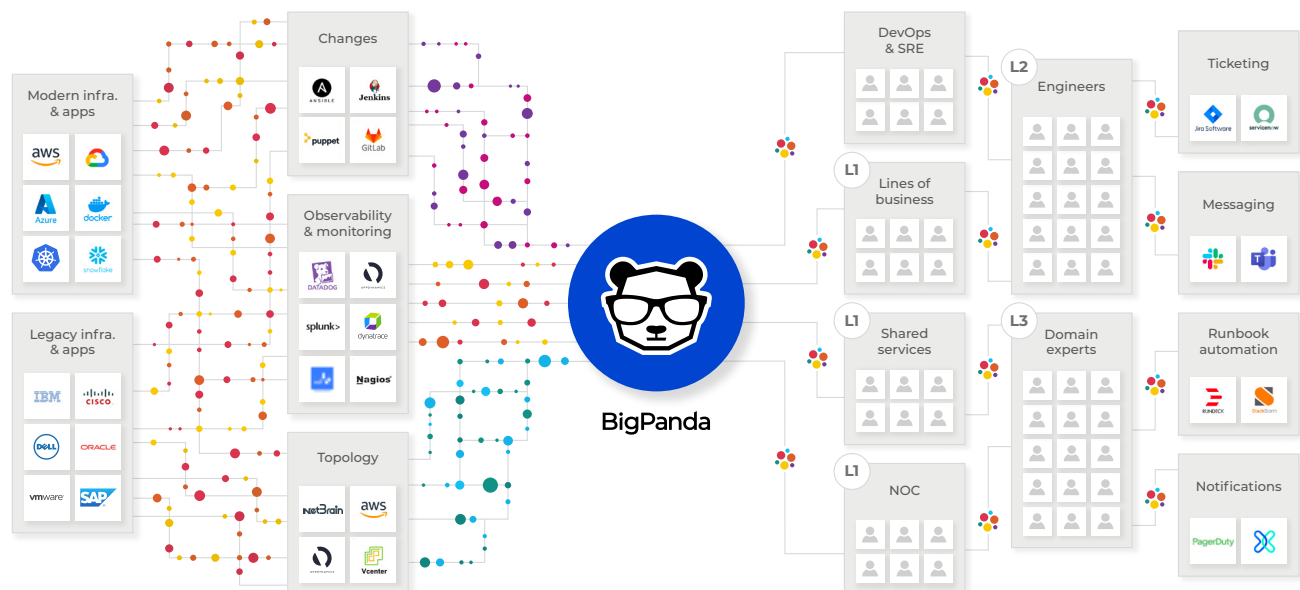 Modern infra.
& apps
aws
Azure
docker
snowflake
Legacy infra.
& apps
IBM
CISCO
DELL
ORACLE
vmware
SAP
Changes
ANSIBLE
Jenkins
puppet
GitLab
Observability
& monitoring
DATADOG
APPDYNAMICS
splunk>
dynatrace
Nagios
Topology
NetBrain
aws
APPDYNAMICS
Vcenter
BigPanda
DevOps
& SRE
L1
Lines of
business
L1
Shared
services
L1
NOC
L2
Engineers
L3
Domain
experts
Ticketing
Jira Software
servicenow
Messaging
T
Runbook
automation
RUNDECK
StackStorm
Notifications
PagerDuty